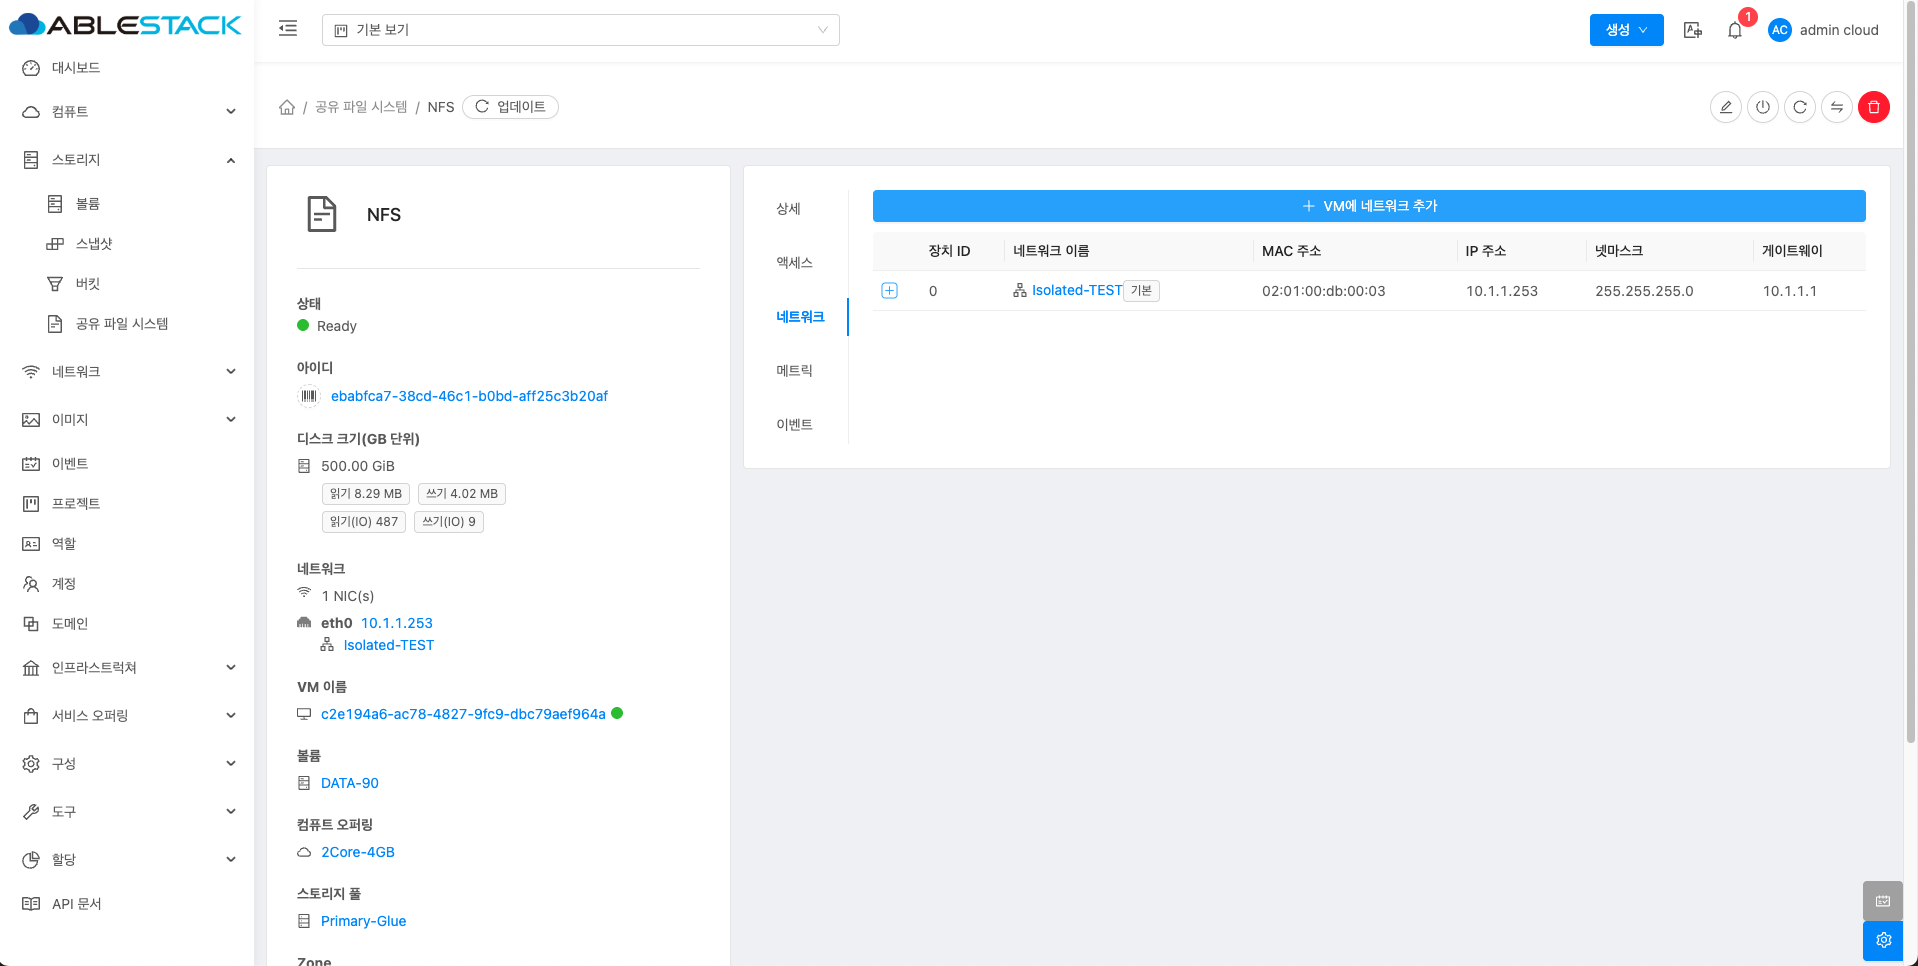 ABLESTACK
기본 보기
생성
1
AC
admin cloud
대시보드
컴퓨트
스토리지
볼륨
스냅샷
버킷
공유 파일 시스템
네트워크
이미지
이벤트
프로젝트
역할
계정
도메인
인프라스트럭쳐
서비스 오퍼링
구성
도구
할당
API 문서
/ 공유 파일 시스템 / NFS 업데이트
NFS
상태
Ready
아이디
ebabfca7-38cd-46c1-b0bd-aff25c3b20af
디스크 크기(GB 단위)
500.00 GiB
읽기 8.29 MB 쓰기 4.02 MB
읽기(IO) 487 쓰기(IO) 9
네트워크
1 NIC(s)
eth0 10.1.1.253
Isolated-TEST
VM 이름
c2e194a6-ac78-4827-9fc9-dbc79aef964a
볼륨
DATA-90
컴퓨트 오퍼링
2Core-4GB
스토리지 풀
Primary-Glue
Zone
상세
액세스
네트워크
메트릭
이벤트
VM에 네트워크 추가
장치 ID 네트워크 이름 MAC 주소 IP 주소 넷마스크 게이트웨이
0 Isolated-TEST 기본 02:01:00:db:00:03 10.1.1.253 255.255.255.0 10.1.1.1